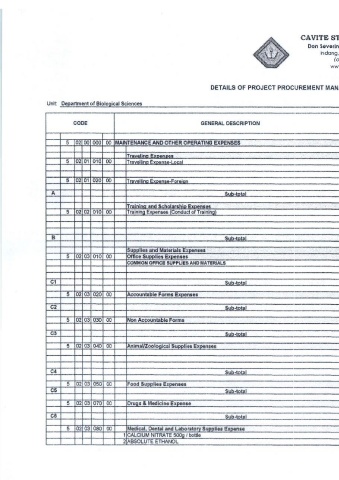 CAVITE ST
Don Severin
Indang,
www
DETAILS OF PROJECT PROCUREMENT MAN
Unit: Department of Biological Sciences
CODE GENERAL DESCRIPTION
5 02 00 000 00 MAINTENANCE AND OTHER OPERATING EXPENSES
Traveling Expenses
5 02 01 010 00 Traveling Expense-Local
5 02 01 020 00 Traveling Expense-Foreign
A Sub-total
Training and Scholarship Expenses
5 02 02 010 00 Training Expenses (Conduct of Training)
B Sub-total
Supplies and Materials Expenses
5 02 03 010 00 Office Supplies Expenses
COMMON OFFICE SUPPLIES AND MATERIALS
C1 Sub-total
5 02 03 020 00 Accountable Forms Expenses
C2 Sub-total
5 02 03 030 00 Non Accountable Forms
C3 Sub-total
5 02 03 040 00 Animal/Zoological Supplies Expenses
C4 Sub-total
5 02 03 050 00 Food Supplies Expenses
C5 Sub-total
5 02 03 070 00 Drugs & Medicine Expense
C6 Sub-total
5 02 03 080 00 Medical, Dental and Laboratory Supplies Expense
1 CALCIUM NITRATE 500g / bottle
2 ABSOLUTE ETHANOL